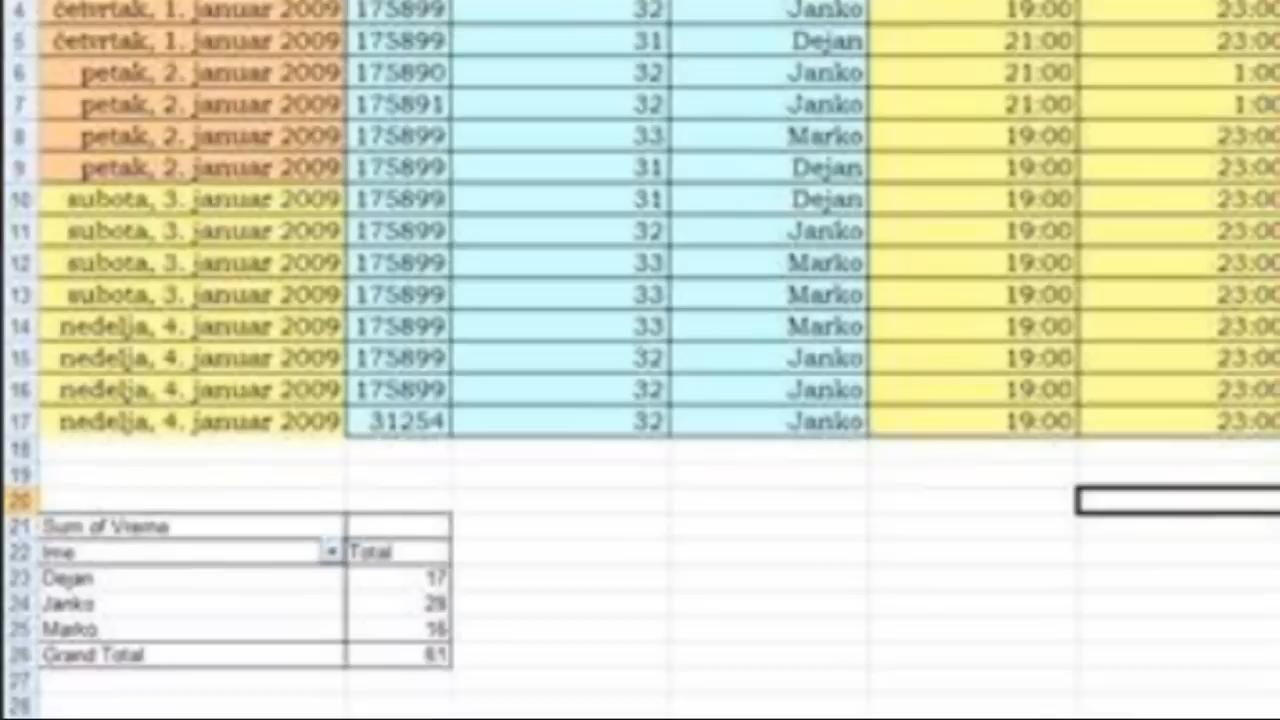 4 četvrtak, 1. januar 2009 175899 32 Janko 19:00 23:00
5 četvrtak, 1. januar 2009 175899 31 Dejan 21:00 23:00
6 petak, 2. januar 2009 175890 32 Janko 21:00 1:00
7 petak, 2. januar 2009 175891 32 Janko 21:00 1:00
8 petak, 2. januar 2009 175899 33 Marko 19:00 23:00
9 petak, 2. januar 2009 175899 31 Dejan 19:00 23:00
10 subota, 3. januar 2009 175899 31 Dejan 19:00 23:00
11 subota, 3. januar 2009 175899 32 Janko 19:00 23:00
12 subota, 3. januar 2009 175899 33 Marko 19:00 23:00
13 subota, 3. januar 2009 175899 33 Marko 19:00 23:00
14 nedelja, 4. januar 2009 175899 33 Marko 19:00 23:00
15 nedelja, 4. januar 2009 175899 32 Janko 19:00 23:00
16 nedelja, 4. januar 2009 175899 32 Janko 19:00 23:00
17 nedelja, 4. januar 2009 31254 32 Janko 19:00 23:00
18
19
20
21 Sum of Vreme
22 Ime Total
23 Dejan 17
24 Janko 28
25 Marko 16
26 Grand Total 61
27
28